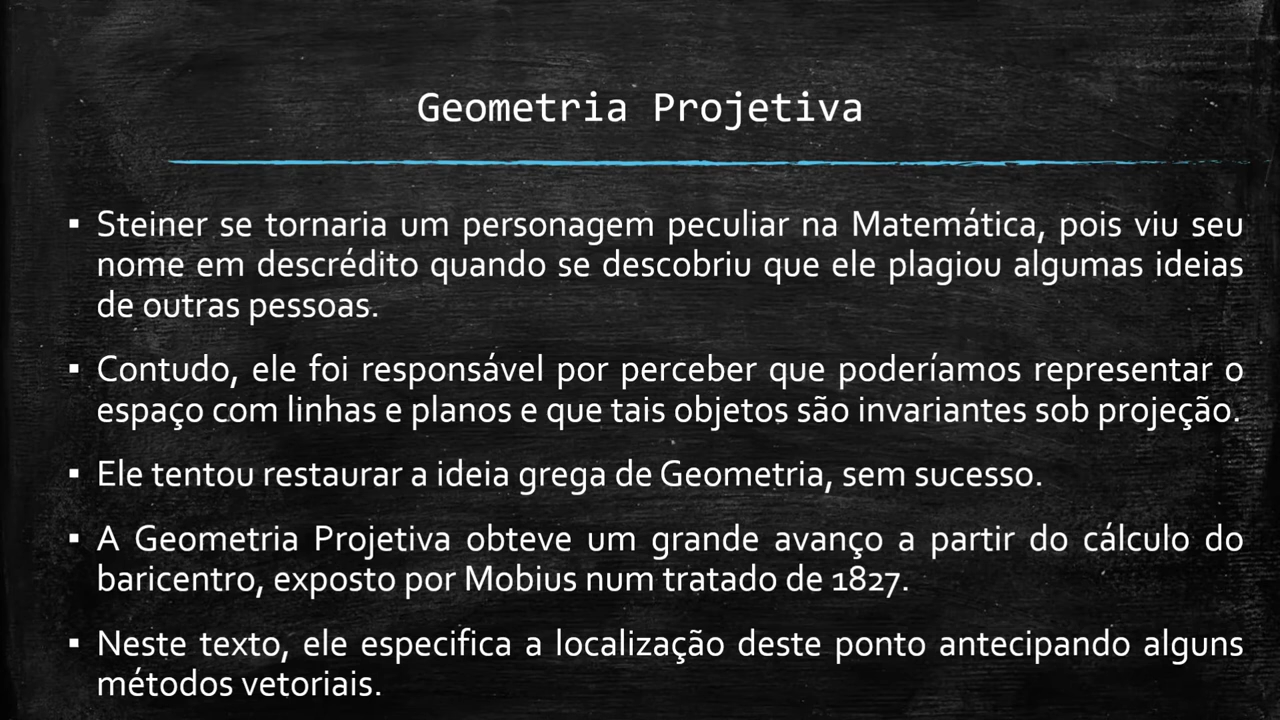 Geometria Projetiva
▪ Steiner se tornaria um personagem peculiar na Matemática, pois viu seu
nome em descrédito quando se descobriu que ele plagiou algumas ideias
de outras pessoas.
▪ Contudo, ele foi responsável por perceber que poderíamos representar o
espaço com linhas e planos e que tais objetos são invariantes sob projeção.
▪ Ele tentou restaurar a ideia grega de Geometria, sem sucesso.
▪ A Geometria Projetiva obteve um grande avanço a partir do cálculo do
baricentro, exposto por Mobius num tratado de 1827.
▪ Neste texto, ele especifica a localização deste ponto antecipando alguns
métodos vetoriais.